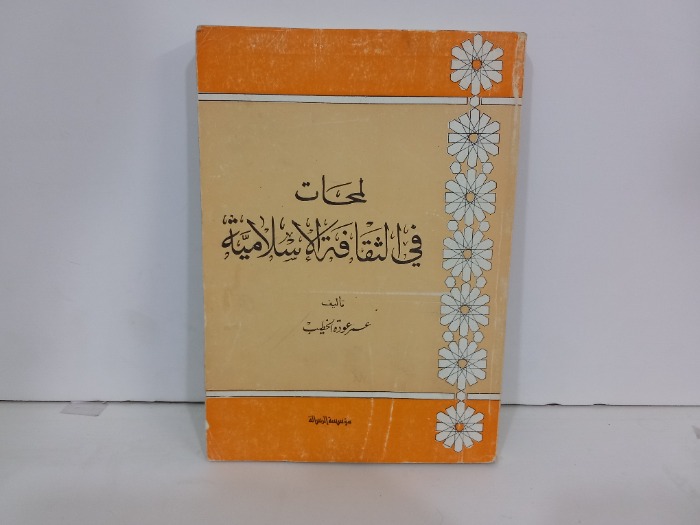 لمحات
في الثقافة الإسلامية
تأليف
عمر عودة الخطيب
مؤسسة الرسالة